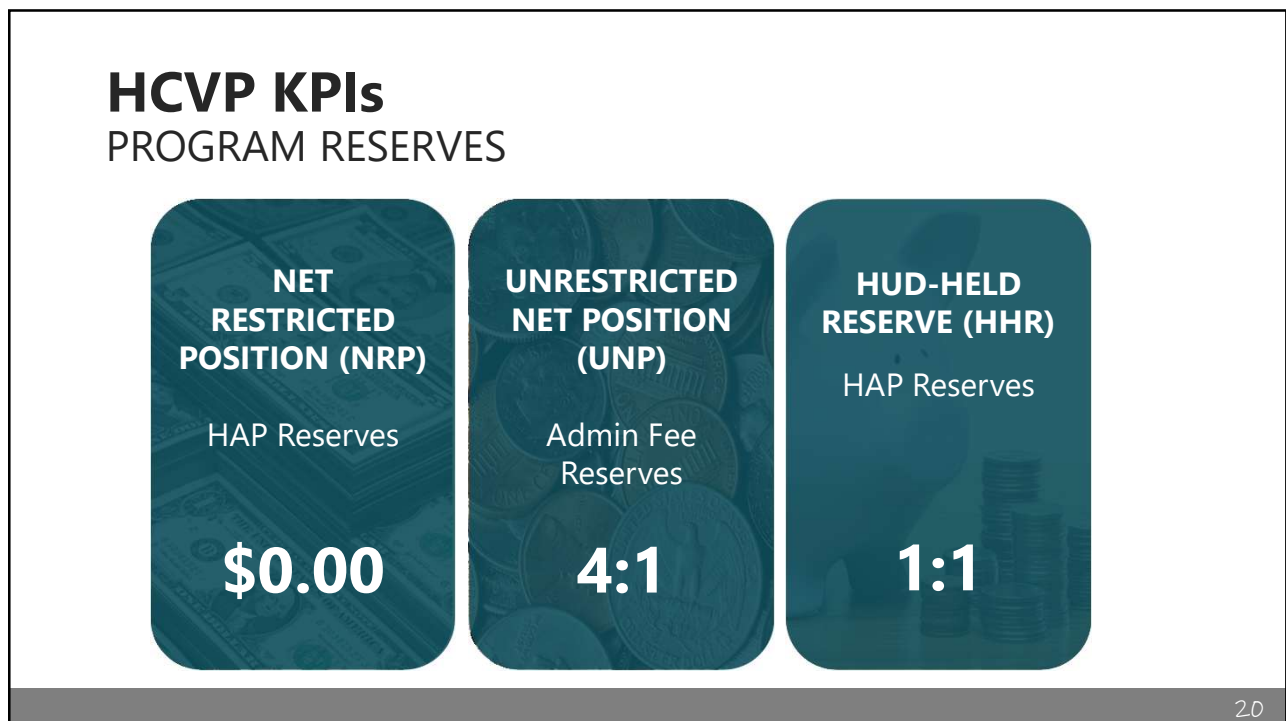 HCVP KPIs
PROGRAM RESERVES
NET
RESTRICTED
POSITION (NRP)
HAP Reserves
$0.00
UNRESTRICTED
NET POSITION
(UNP)
Admin Fee
Reserves
4:1
HUD-HELD
RESERVE (HHR)
HAP Reserves
1:1
20